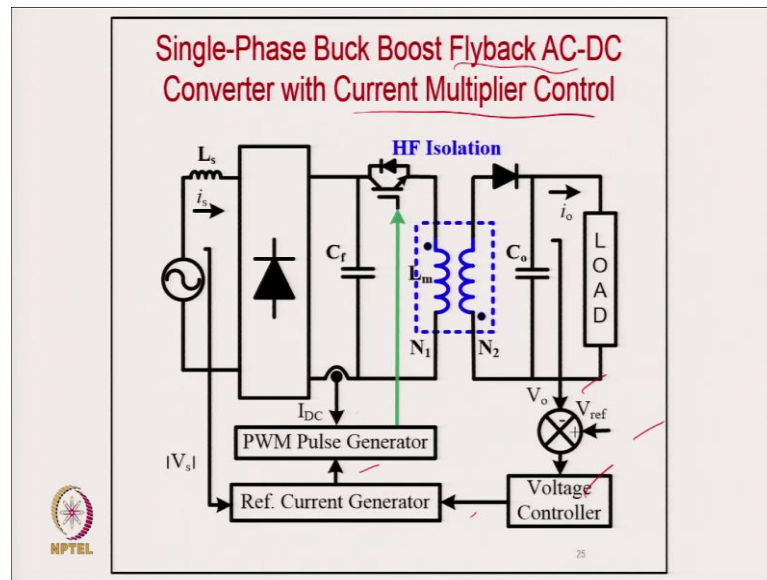 Single-Phase Buck Boost Flyback AC-DC
Converter with Current Multiplier Control
HF Isolation
Ls
is
Cf
Lm
Co
io
LOAD
N1
N2
IDC
Vo
Vref
-
+
PWM Pulse Generator
|Vs|
Ref. Current Generator
Voltage
Controller
NPTEL
25